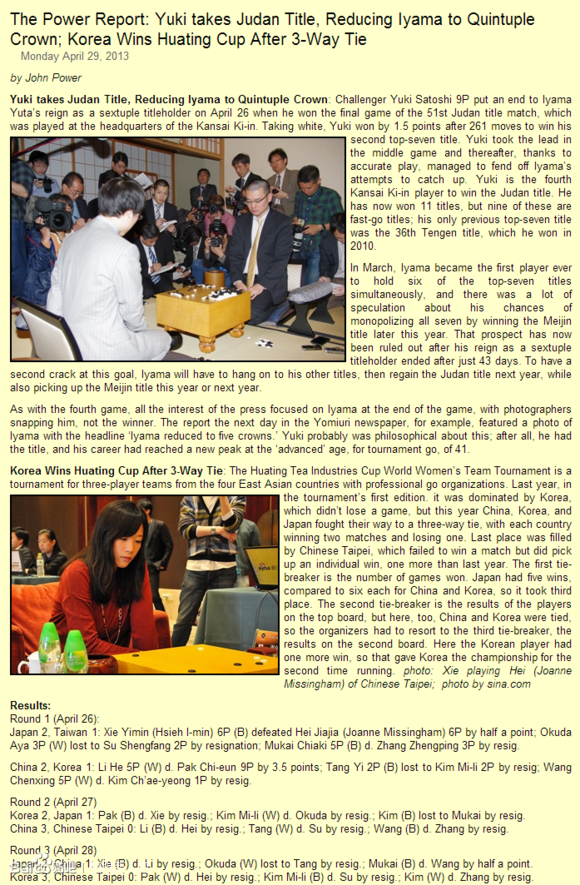 The Power Report: Yuki takes Judan Title, Reducing Iyama to Quintuple
Crown; Korea Wins Huating Cup After 3-Way Tie
Monday April 29, 2013
by John Power
Yuki takes Judan Title, Reducing Iyama to Quintuple Crown: Challenger Yuki Satoshi 9P put an end to Iyama
Yuta's reign as a sextuple titleholder on April 26 when he won the final game of the 51st Judan title match, which
was played at the headquarters of the Kansai Ki-in. Taking white, Yuki won by 1.5 points after 261 moves to win his
second top-seven title. Yuki took the lead in
the middle game and thereafter, thanks to
accurate play, managed to fend off Iyama's
attempts to catch up. Yuki is the fourth
Kansai Ki-in player to win the Judan title. He
has now won 11 titles, but nine of these are
fast-go titles; his only previous top-seven title
was the 36th Tengen title, which he won in
2010.
In March, Iyama became the first player ever
to hold six of the top-seven titles
simultaneously, and there was a lot of
speculation about his chances of
monopolizing all seven by winning the Meijin
title later this year. That prospect has now
been ruled out after his reign as a sextuple
titleholder ended after just 43 days. To have a
second crack at this goal, Iyama will have to hang on to his other titles, then regain the Judan title next year, while
also picking up the Meijin title this year or next year.
As with the fourth game, all the interest of the press focused on Iyama at the end of the game, with photographers
snapping him, not the winner. The report the next day in the Yomiuri newspaper, for example, featured a photo of
Iyama with the headline 'Iyama reduced to five crowns.' Yuki probably was philosophical about this; after all, he had
the title, and his career had reached a new peak at the 'advanced' age, for tournament go, of 41.
Korea Wins Huating Cup After 3-Way Tie: The Huating Tea Industries Cup World Women's Team Tournament is a
tournament for three-player teams from the four East Asian countries with professional go organizations. Last year, in
the tournament's first edition. it was dominated by Korea,
which didn't lose a game, but this year China, Korea, and
Japan fought their way to a three-way tie, with each country
winning two matches and losing one. Last place was filled
by Chinese Taipei, which failed to win a match but did pick
up an individual win, one more than last year. The first tie-
breaker is the number of games won. Japan had five wins,
compared to six each for China and Korea, so it took third
place. The second tie-breaker is the results of the players
on the top board, but here, too, China and Korea were tied,
so the organizers had to resort to the third tie-breaker, the
results on the second board. Here the Korean player had
one more win, so that gave Korea the championship for the
second time running. photo: Xie playing Hei (Joanne
Missingham) of Chinese Taipei; photo by sina.com
Results:
Round 1 (April 26):
Japan 2, Taiwan 1: Xie Yimin (Hsieh I-min) 6P (B) defeated Hei Jiajia (Joanne Missingham) 6P by half a point; Okuda
Aya 3P (W) lost to Su Shengfang 2P by resignation; Mukai Chiaki 5P (B) d. Zhang Zhengping 3P by resig.
China 2, Korea 1: Li He 5P (W) d. Pak Chi-eun 9P by 3.5 points; Tang Yi 2P (B) lost to Kim Mi-li 2P by resig; Wang
Chenxing 5P (W) d. Kim Ch'ae-yeong 1P by resig.
Round 2 (April 27)
Korea 2, Japan 1: Pak (B) d. Xie by resig.; Kim Mi-li (W) d. Okuda by resig.; Kim (B) lost to Mukai by resig.
China 3, Chinese Taipei 0: Li (B) d. Hei by resig.; Tang (W) d. Su by resig.; Wang (B) d. Zhang by resig.
Round 3 (April 28)
Japan 2, China 1: Xie (B) d. Li by resig.; Okuda (W) lost to Tang by resig.; Mukai (B) d. Wang by half a point.
Korea 3, Chinese Taipei 0: Pak (W) d. Hei by resig.; Kim Mi-li (B) d. Su by resig.; Kim (W) d. Zhang by resig.